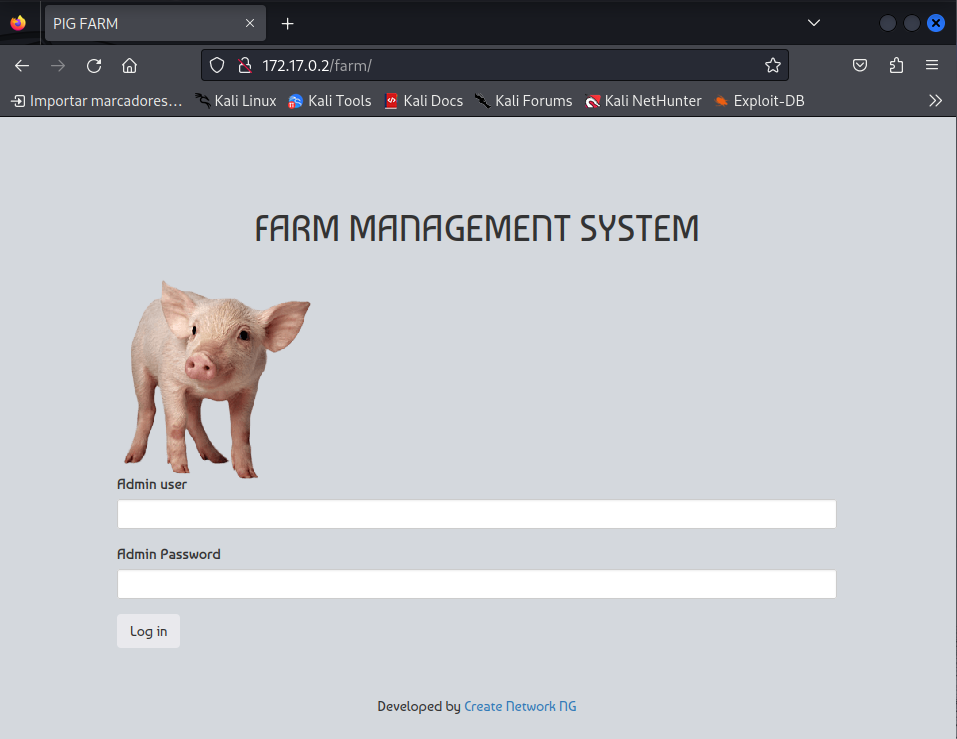 PIG FARM
172.17.0.2/farm/
Importar marcadores... Kali Linux Kali Tools Kali Docs Kali Forums Kali NetHunter Exploit-DB
FARM MANAGEMENT SYSTEM
Admin user
Admin Password
Log in
Developed by Create Network NG